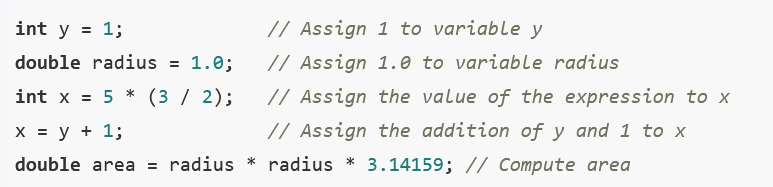 int y = 1;             // Assign 1 to variable y
double radius = 1.0;   // Assign 1.0 to variable radius
int x = 5 * (3 / 2);   // Assign the value of the expression to x
x = y + 1;             // Assign the addition of y and 1 to x
double area = radius * radius * 3.14159; // Compute area